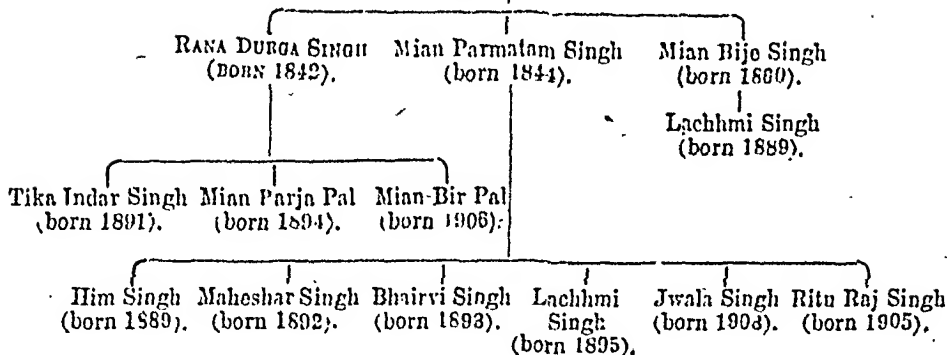 RANA DURGA SINGH Mian Parmatam Singh Mian Bije Singh
(BORN 1842). (born 1844). (born 1860).
Lachhmi Singh
(born 1889).
Tika Indar Singh Mian Parja Pal Mian-Bir Pal
(born 1891). (born 1894). (born 1906).
Him Singh Maheshar Singh Bhairvi Singh Lachhmi Jwala Singh Ritu Raj Singh
(born 1889). (born 1892). (born 1893). Singh (born 1903). (born 1905).
(born 1895).